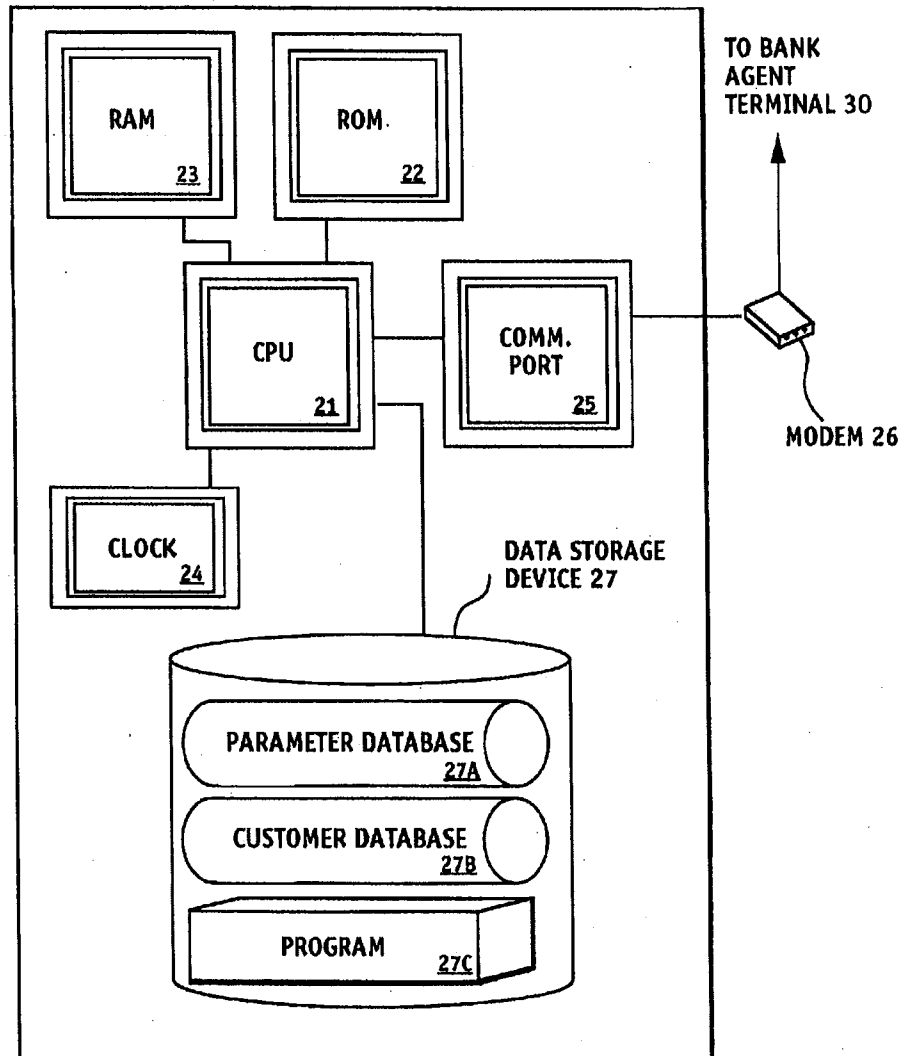 TO BANK
AGENT
TERMINAL 30
RAM
23
ROM.
22
CPU
21
COMM.
PORT
25
MODEM 26
CLOCK
24
DATA STORAGE
DEVICE 27
PARAMETER DATABASE
27A
CUSTOMER DATABASE
27B
PROGRAM
27C